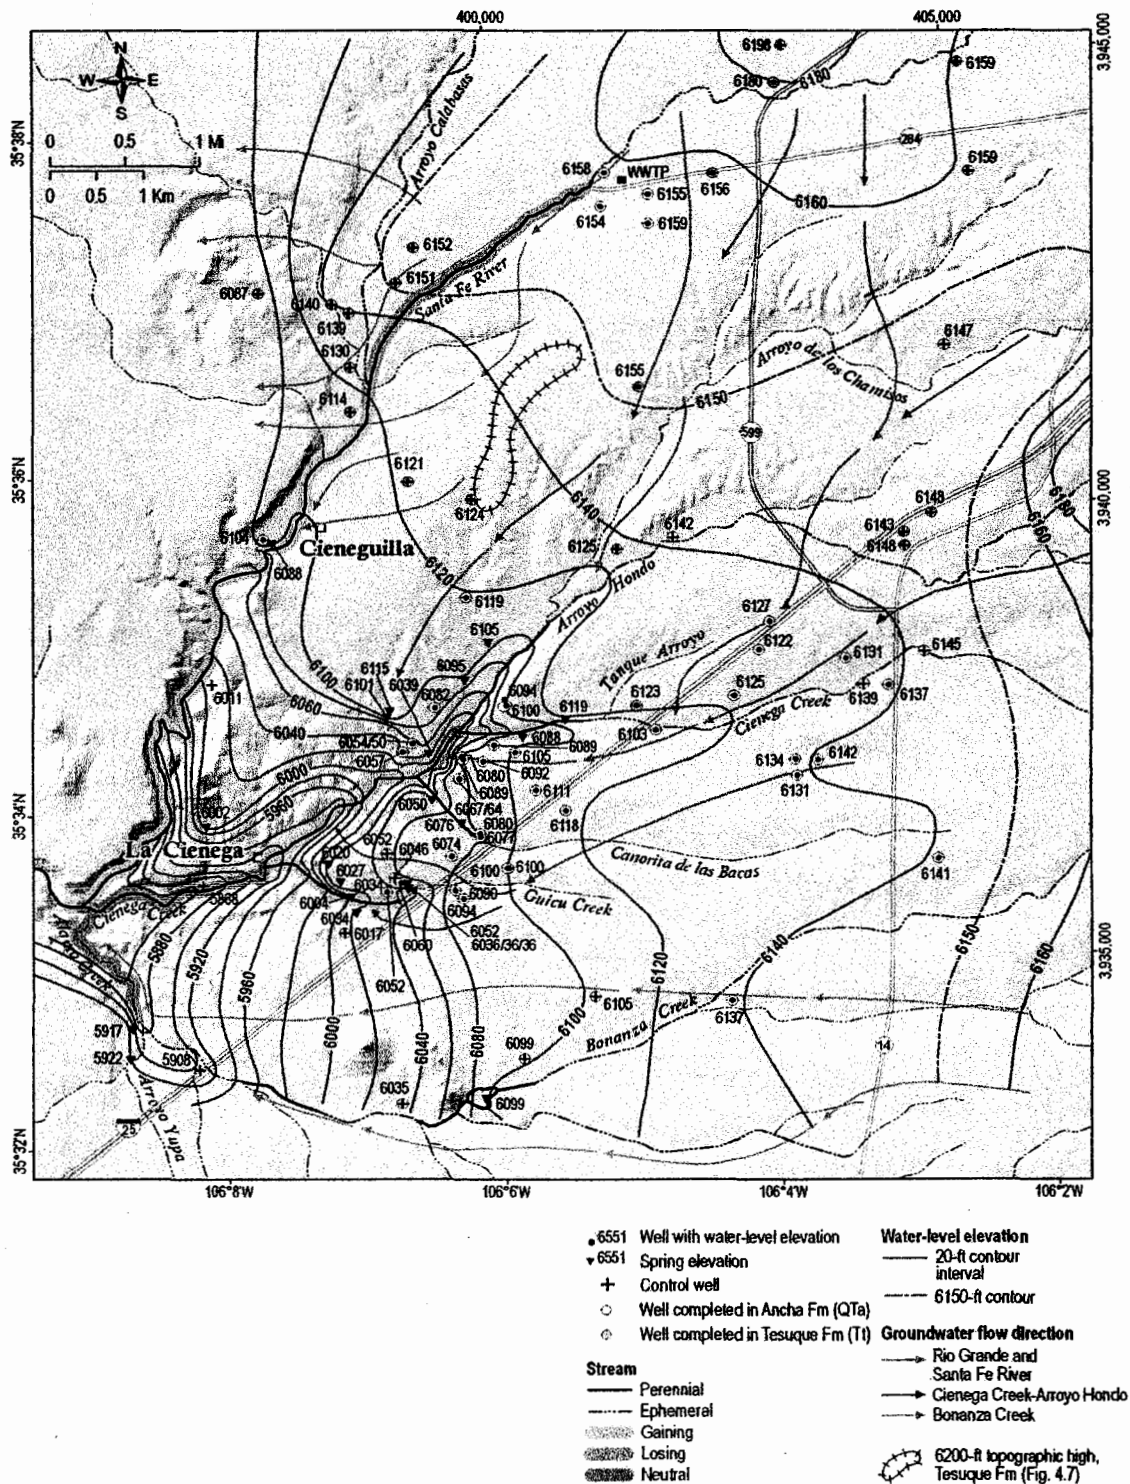 400,000
405,000
3,945,000
N
W E
S
6198
6159
6180
6180
35°38'N
0 0.5 1 Mi
0 0.5 1 Km
Arroyo Calabasas
284
6158
WWTP
6159
6155
6156
6154
6160
6159
6152
6151
Santa Fe River
6087
6140
6139
6130
6147
Arroyo de los Chamisos
6155
6114
6150
599
35°36'N
6121
6124
6140
6148
6160
6180
3,940,000
6142
6143
6104
Cieneguilla
6125
6148
6088
6120
Arroyo Hondo
6119
6127
6105
6122
Tanque Arroyo
6131
6145
6115
6100
6101
6039
6095
6011
6082
6094
6100
6123
6125
6139
6137
6060
6119
Cienega Creek
6040
6054/50
6088
6089
6103
6057
6105
6134
6142
6000
6080
6092
6131
5960
6089
6050
6067/64
6111
35°34'N
6002
6076
6080
6118
6077
La Cienega
6052
6046
6074
Canorita de las Bacas
6020
6141
6027
6100
6100
6034
6090
Guicu Creek
Cienega Creek
6004
6094
6034
6017
6052
6036/36/36
6060
5880
5920
5960
6052
6120
6140
6150
6160
3,935,000
6105
6137
6000
6040
6080
6100
Bonanza Creek
5917
6099
14
5922
5908
6035
6099
Arroyo Yupa
25
35°32'N
106°8'W
106°6'W
106°4'W
106°2'W
6551 Well with water-level elevation
6551 Spring elevation
Control well
Well completed in Ancha Fm (QTa)
Well completed in Tesuque Fm (Tt)
Stream
Perennial
Ephemeral
Gaining
Losing
Neutral
Water-level elevation
20-ft contour
interval
6150-ft contour
Groundwater flow direction
Rio Grande and
Santa Fe River
Cienega Creek-Arroyo Hondo
Bonanza Creek
6200-ft topographic high,
Tesuque Fm (Fig. 4.7)